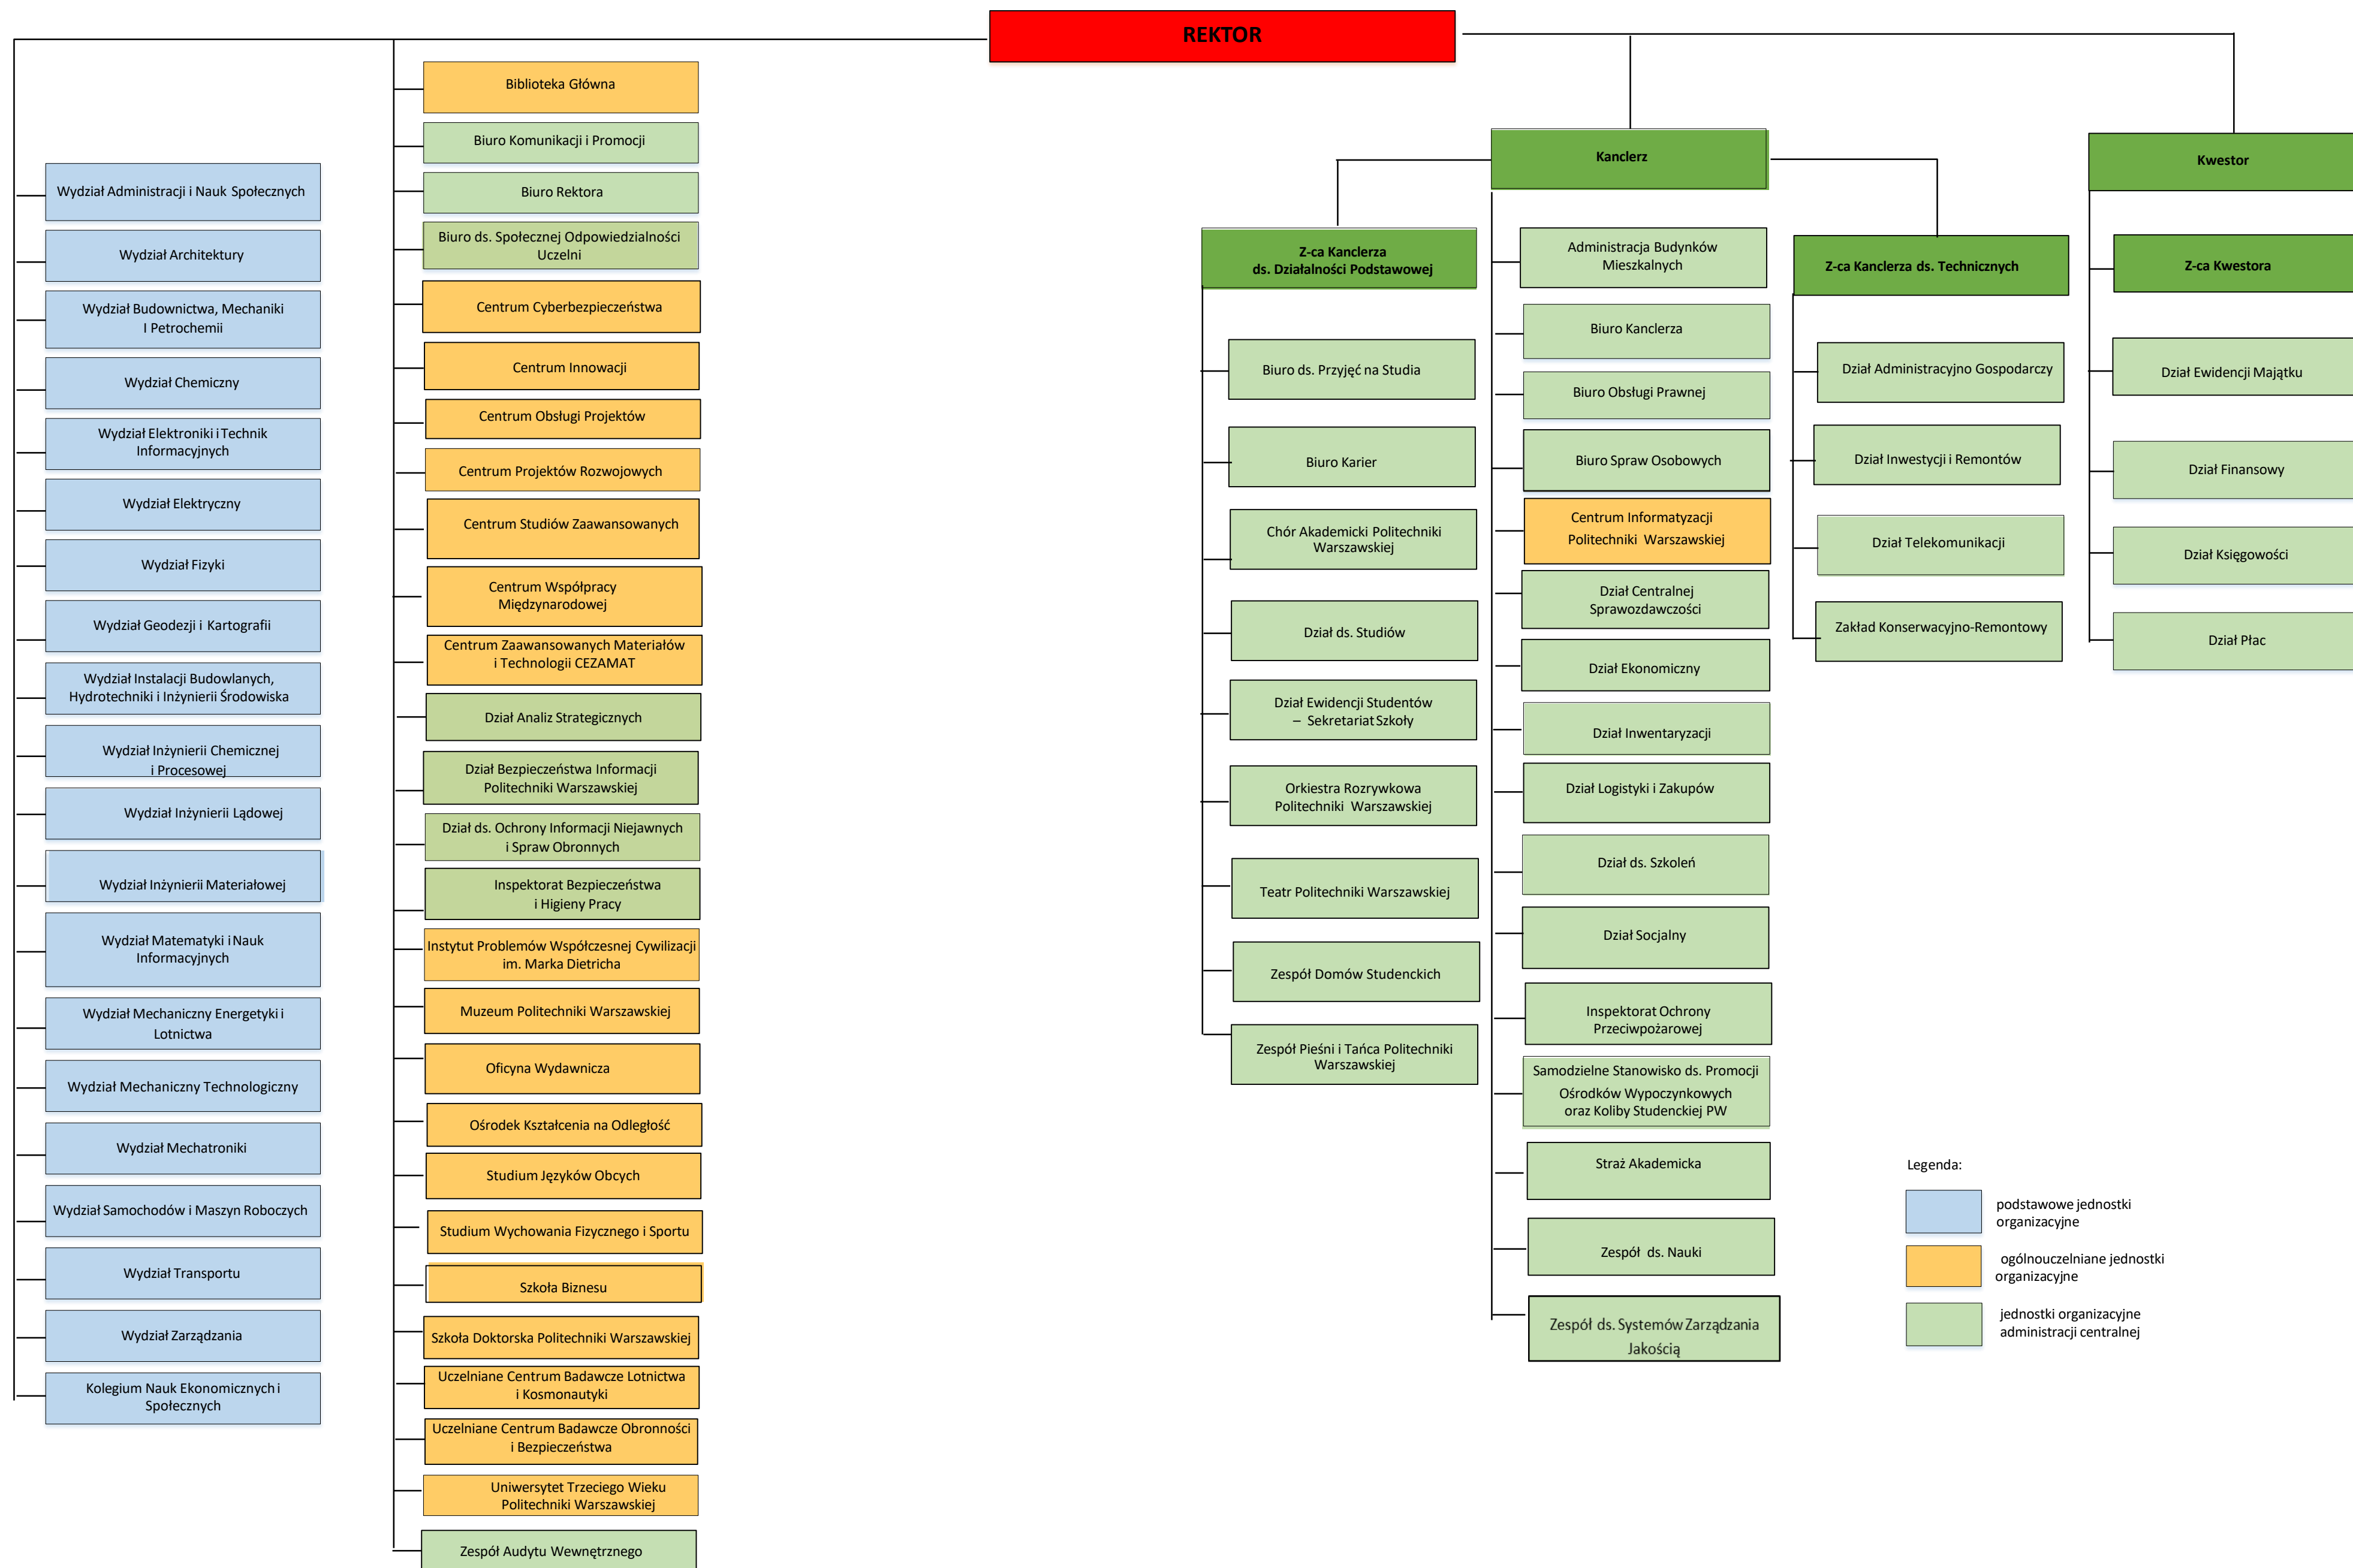 REKTOR
Wydział Administracji i Nauk Społecznych
Wydział Architektury
Wydział Budownictwa, Mechaniki
I Petrochemii
Wydział Chemiczny
Wydział Elektroniki i Technik
Informacyjnych
Wydział Elektryczny
Wydział Fizyki
Wydział Geodezji i Kartografii
Wydział Instalacji Budowlanych,
Hydrotechniki i Inżynierii Środowiska
Wydział Inżynierii Chemicznej
i Procesowej
Wydział Inżynierii Lądowej
Wydział Inżynierii Materiałowej
Wydział Matematyki i Nauk
Informacyjnych
Wydział Mechaniczny Energetyki i
Lotnictwa
Wydział Mechaniczny Technologiczny
Wydział Mechatroniki
Wydział Samochodów i Maszyn Roboczych
Wydział Transportu
Wydział Zarządzania
Kolegium Nauk Ekonomicznych i
Społecznych
Biblioteka Główna
Biuro Komunikacji i Promocji
Biuro Rektora
Biuro ds. Społecznej Odpowiedzialności
Uczelni
Centrum Cyberbezpieczeństwa
Centrum Innowacji
Centrum Obsługi Projektów
Centrum Projektów Rozwojowych
Centrum Studiów Zaawansowanych
Centrum Współpracy
Międzynarodowej
Centrum Zaawansowanych Materiałów
i Technologii CEZAMAT
Dział Analiz Strategicznych
Dział Bezpieczeństwa Informacji
Politechniki Warszawskiej
Dział ds. Ochrony Informacji Niejawnych
i Spraw Obronnych
Inspektorat Bezpieczeństwa
i Higieny Pracy
Instytut Problemów Współczesnej Cywilizacji
im. Marka Dietricha
Muzeum Politechniki Warszawskiej
Oficyna Wydawnicza
Ośrodek Kształcenia na Odległość
Studium Języków Obcych
Studium Wychowania Fizycznego i Sportu
Szkoła Biznesu
Szkoła Doktorska Politechniki Warszawskiej
Uczelniane Centrum Badawcze Lotnictwa
i Kosmonautyki
Uczelniane Centrum Badawcze Obronności
i Bezpieczeństwa
Uniwersytet Trzeciego Wieku
Politechniki Warszawskiej
Zespół Audytu Wewnętrznego
Kanclerz
Z-ca Kanclerza
ds. Działalności Podstawowej
Biuro ds. Przyjęć na Studia
Biuro Karier
Chór Akademicki Politechniki
Warszawskiej
Dział ds. Studiów
Dział Ewidencji Studentów
– Sekretariat Szkoły
Orkiestra Rozrywkowa
Politechniki Warszawskiej
Teatr Politechniki Warszawskiej
Zespół Domów Studenckich
Zespół Pieśni i Tańca Politechniki
Warszawskiej
Administracja Budynków
Mieszkalnych
Biuro Kanclerza
Biuro Obsługi Prawnej
Biuro Spraw Osobowych
Centrum Informatyzacji
Politechniki Warszawskiej
Dział Centralnej
Sprawozdawczości
Dział Ekonomiczny
Dział Inwentaryzacji
Dział Logistyki i Zakupów
Dział ds. Szkoleń
Dział Socjalny
Inspektorat Ochrony
Przeciwpożarowej
Samodzielne Stanowisko ds. Promocji
Ośrodków Wypoczynkowych
oraz Koliby Studenckiej PW
Straż Akademicka
Zespół ds. Nauki
Zespół ds. Systemów Zarządzania
Jakością
Z-ca Kanclerza ds. Technicznych
Dział Administracyjno Gospodarczy
Dział Inwestycji i Remontów
Dział Telekomunikacji
Zakład Konserwacyjno-Remontowy
Kwestor
Z-ca Kwestora
Dział Ewidencji Majątku
Dział Finansowy
Dział Księgowości
Dział Płac
Legenda:
podstawowe jednostki
organizacyjne
ogólnouczelniane jednostki
organizacyjne
jednostki organizacyjne
administracji centralnej